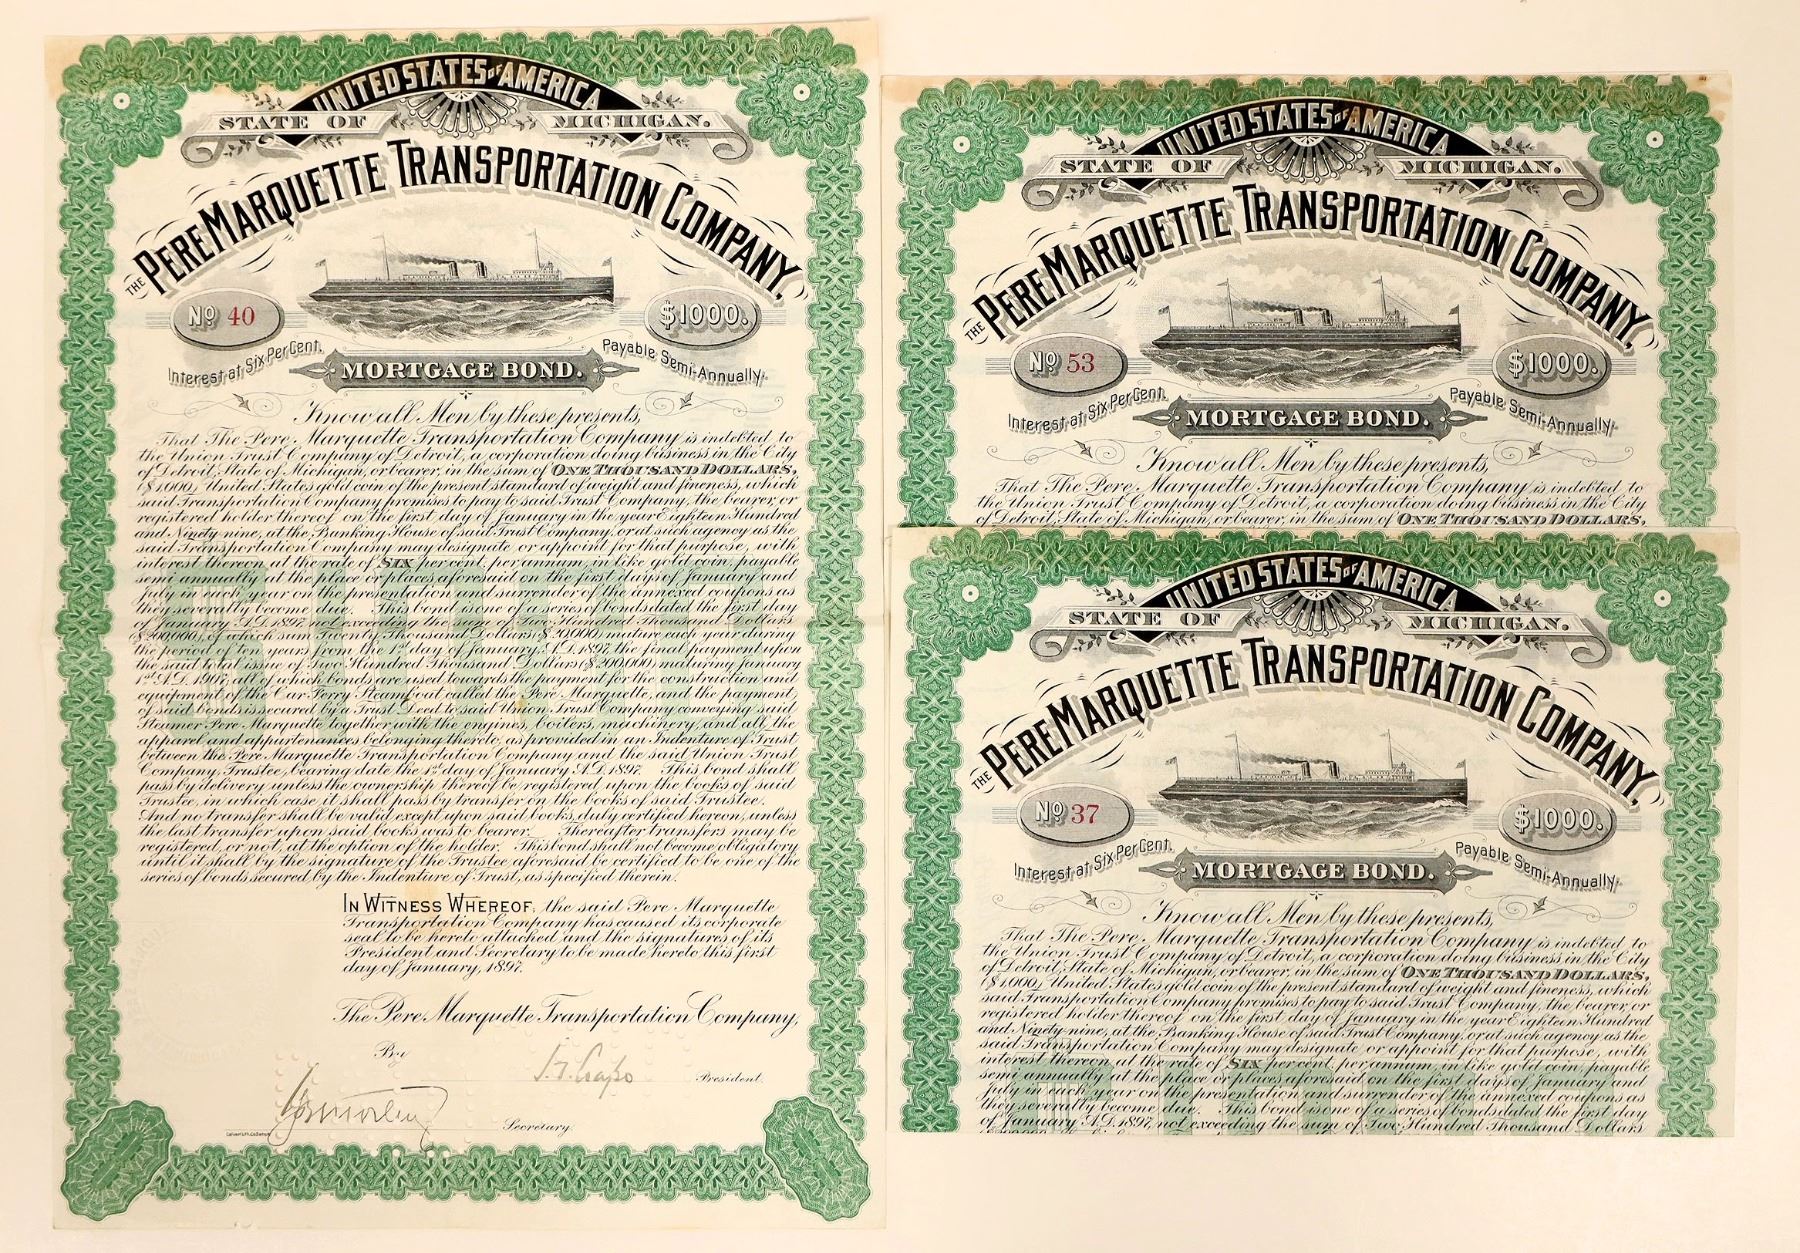 UNITED STATES OF AMERICA
STATE OF MICHIGAN.
THE PERE MARQUETTE TRANSPORTATION COMPANY.
No 40
$1000.
Interest at Six Per Cent.
MORTGAGE BOND.
Payable Semi-Annually.
Know all Men by these presents,
That The Pere Marquette Transportation Company is indebted to
the Union Trust Company of Detroit, a corporation doing business in the City
of Detroit, State of Michigan, or bearer, in the sum of ONE THOUSAND DOLLARS,
($1,000) United States gold coin of the present standard of weight and fineness, which
said Transportation Company promises to pay to said Trust Company, the bearer, or
registered holder thereof on the first day of January in the year Eighteen Hundred
and Ninety-nine, at the Banking House of said Trust Company, or at such agency as the
said Transportation Company may designate or appoint for that purpose, with
interest thereon at the rate of SIX per cent. per annum, in like gold coin, payable
semi annually at the place or places aforesaid on the first days of January and
July in each year on the presentation and surrender of the annexed coupons as
they severally become due. This bond is one of a series of bonds dated the first day
of January A.D. 1897, not exceeding the sum of Two Hundred Thousand Dollars
($200,000) of which sum Twenty Thousand Dollars ($20,000) mature each year during
the period of ten years from the 1st day of January A.D. 1897, the final payment upon
the said total issue of Two Hundred Thousand Dollars ($200,000) maturing January
1st A.D. 1907, all of which bonds are used towards the payment for the construction and
equipment of the Car Ferry Steamboat called the Pere Marquette, and the payment
of said bonds is secured by a Trust Deed to said Union Trust Company conveying said
Steamer Pere Marquette together with the engines, boilers, machinery, and all the
apparel and appurtenances belonging thereto, as provided in an Indenture of Trust
between the Pere Marquette Transportation Company and the said Union Trust
Company, Trustee, bearing date the 1st day of January A.D. 1897. This bond shall
pass by delivery unless the ownership thereof be registered upon the books of said
Trustee, in which case it shall pass by transfer on the books of said Trustee.
And no transfer shall be valid except upon said books, duly certified hereon, unless
the last transfer upon said books was to bearer. Thereafter transfers may be
registered, or not, at the option of the holder. This bond shall not become obligatory
until it shall, by the signature of the Trustee aforesaid be certified to be one of the
series of bonds secured by the Indenture of Trust, as specified therein.
IN WITNESS WHEREOF, the said Pere Marquette
Transportation Company has caused its corporate
seal to be hereto attached and the signatures of its
President and Secretary to be made hereto this first
day of January, 1897.
The Pere Marquette Transportation Company,
By
President.
Secretary.
UNITED STATES OF AMERICA
STATE OF MICHIGAN.
THE PERE MARQUETTE TRANSPORTATION COMPANY.
No 53
$1000.
Interest at Six Per Cent.
MORTGAGE BOND.
Payable Semi-Annually.
Know all Men by these presents,
That The Pere Marquette Transportation Company is indebted to
the Union Trust Company of Detroit, a corporation doing business in the City
of Detroit, State of Michigan, or bearer, in the sum of ONE THOUSAND DOLLARS,
UNITED STATES OF AMERICA
STATE OF MICHIGAN.
THE PERE MARQUETTE TRANSPORTATION COMPANY.
No 37
$1000.
Interest at Six Per Cent.
MORTGAGE BOND.
Payable Semi-Annually.
Know all Men by these presents,
That The Pere Marquette Transportation Company is indebted to
the Union Trust Company of Detroit, a corporation doing business in the City
of Detroit, State of Michigan, or bearer, in the sum of ONE THOUSAND DOLLARS,
($1,000) United States gold coin of the present standard of weight and fineness, which
said Transportation Company promises to pay to said Trust Company, the bearer, or
registered holder thereof on the first day of January in the year Eighteen Hundred
and Ninety-nine, at the Banking House of said Trust Company, or at such agency as the
said Transportation Company may designate or appoint for that purpose, with
interest thereon at the rate of SIX per cent. per annum, in like gold coin, payable
semi annually at the place or places aforesaid on the first days of January and
July in each year on the presentation and surrender of the annexed coupons as
they severally become due. This bond is one of a series of bonds dated the first day
of January A.D. 1897, not exceeding the sum of Two Hundred Thousand Dollars